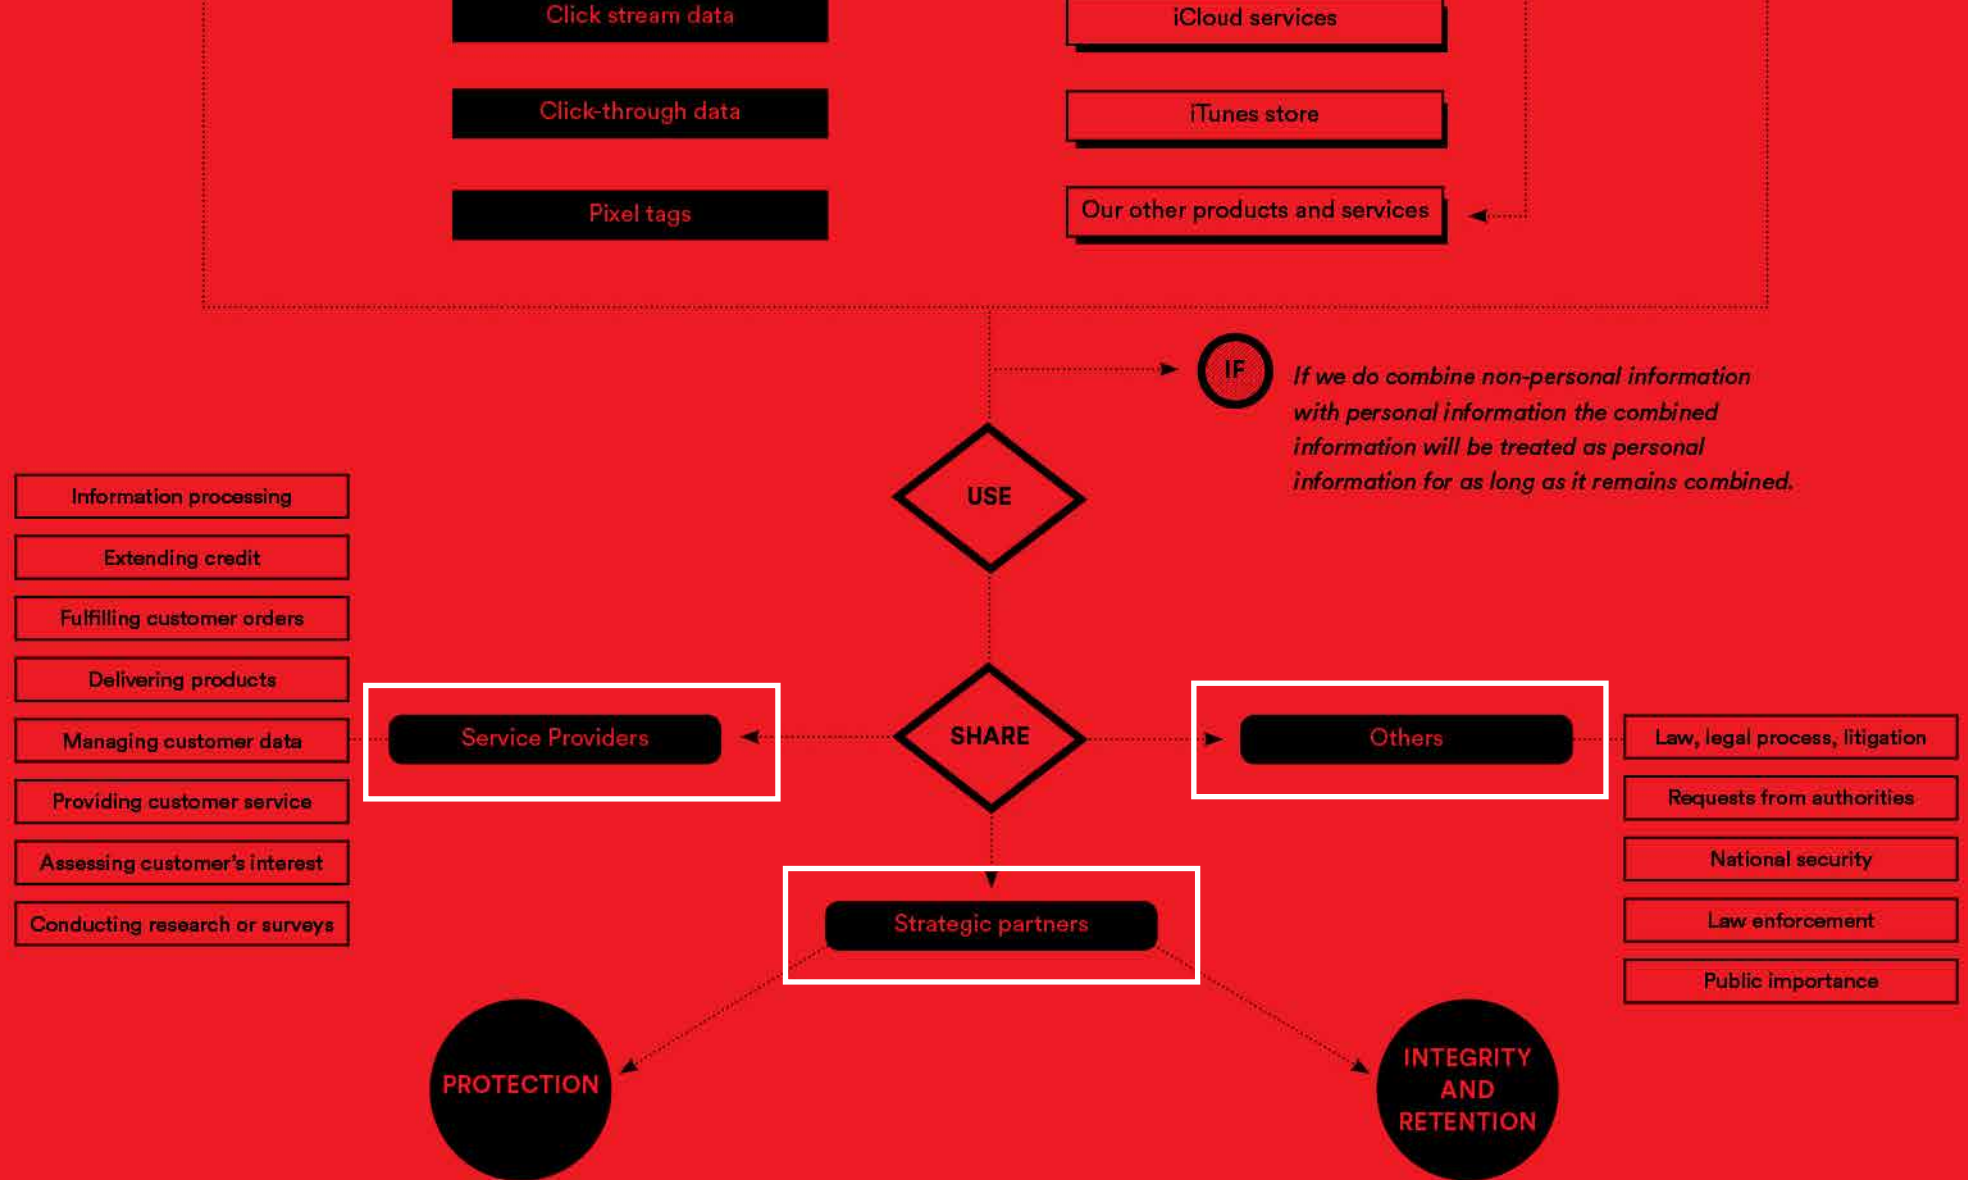 Click stream data
iCloud services
Click-through data
iTunes store
Pixel tags
Our other products and services
IF
If we do combine non-personal information
with personal information the combined
information will be treated as personal
information for as long as it remains combined.
USE
Information processing
Extending credit
Fulfilling customer orders
Delivering products
Managing customer data
Providing customer service
Assessing customer's interest
Conducting research or surveys
Service Providers
SHARE
Others
Law, legal process, litigation
Requests from authorities
National security
Law enforcement
Public importance
Strategic partners
PROTECTION
INTEGRITY
AND
RETENTION